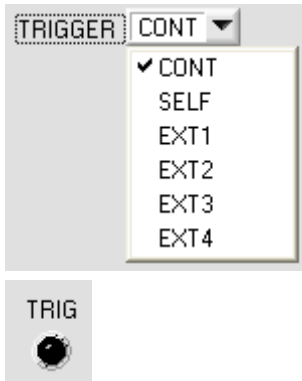 TRIGGER CONT
CONT
SELF
EXT1
EXT2
EXT3
EXT4
TRIG